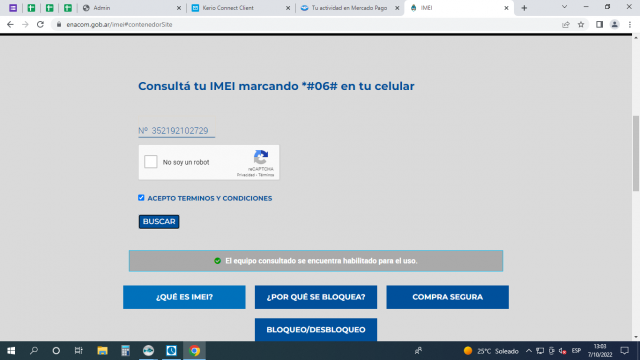 Admin
Kerio Connect Client
Tu actividad en Mercado Pago
IMEI
enacom.gob.ar/imei#contenedorSite
Consultá tu IMEI marcando *#06# en tu celular
Nº 352192102729
No soy un robot
reCAPTCHA
Privacidad - Términos
ACEPTO TERMINOS Y CONDICIONES
BUSCAR
El equipo consultado se encuentra habilitado para el uso.
¿QUÉ ES IMEI?
¿POR QUÉ SE BLOQUEA?
COMPRA SEGURA
BLOQUEO/DESBLOQUEO
25°C Soleado
ESP
13:03
7/10/2022